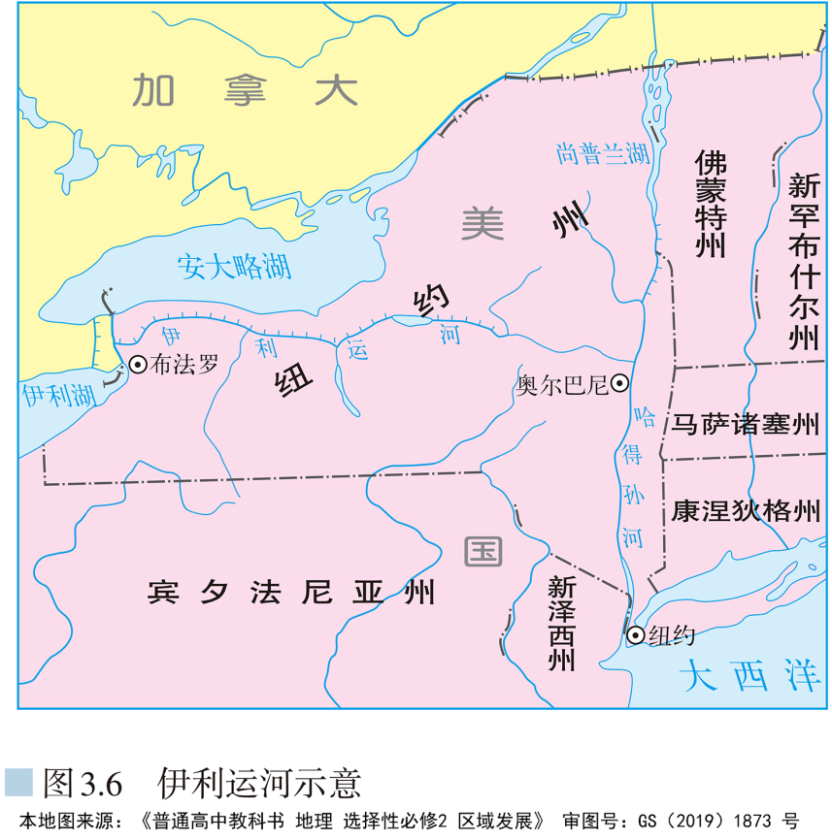 加拿大
尚普兰湖
佛蒙特州
新罕布什尔州
美国
安大略湖
纽约州
伊利运河
布法罗
伊利湖
奥尔巴尼
马萨诸塞州
哈得孙河
康涅狄格州
宾夕法尼亚州
新泽西州
纽约
大西洋
图3.6 伊利运河示意
本地图来源：《普通高中教科书 地理 选择性必修2 区域发展》 审图号：GS（2019）1873 号